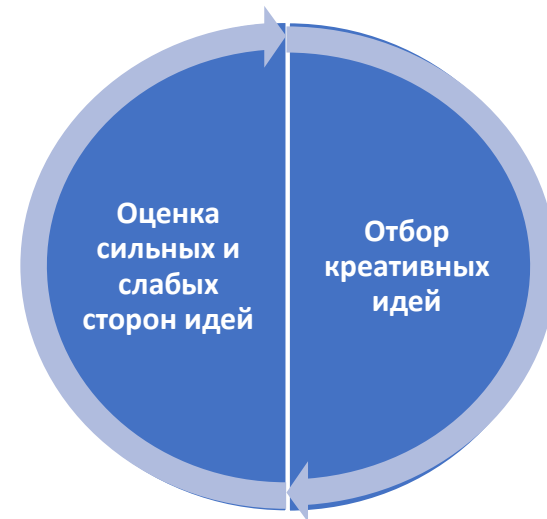 Оценка
сильных и
слабых
сторон идей
Отбор
креативных
идей